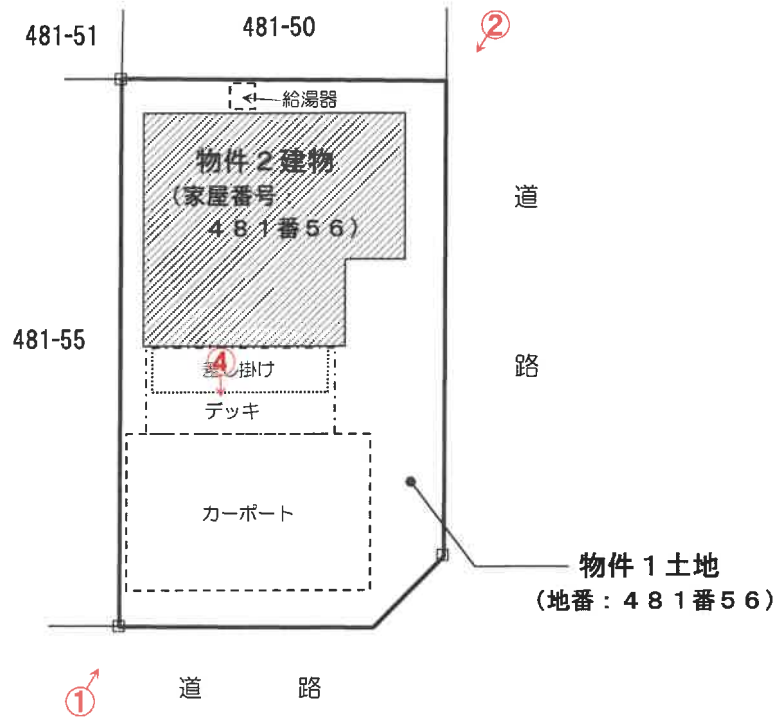 481-51
481-50
②
給湯器
物件２建物
（家屋番号：
４８１番５６）
道
路
481-55
④
差し掛け
デッキ
カーポート
物件１土地
（地番：４８１番５６）
①
道 路